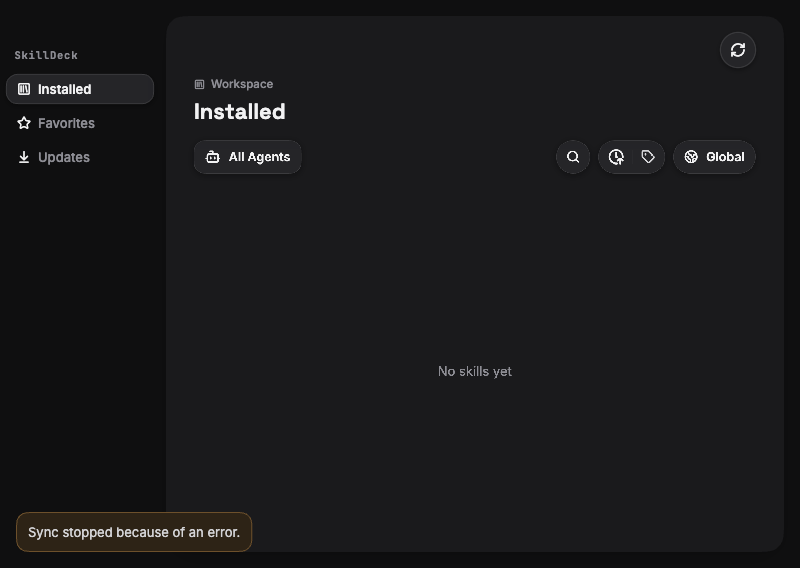 SkillDeck
Installed
Favorites
Updates
Workspace
Installed
All Agents
Global
No skills yet
Sync stopped because of an error.